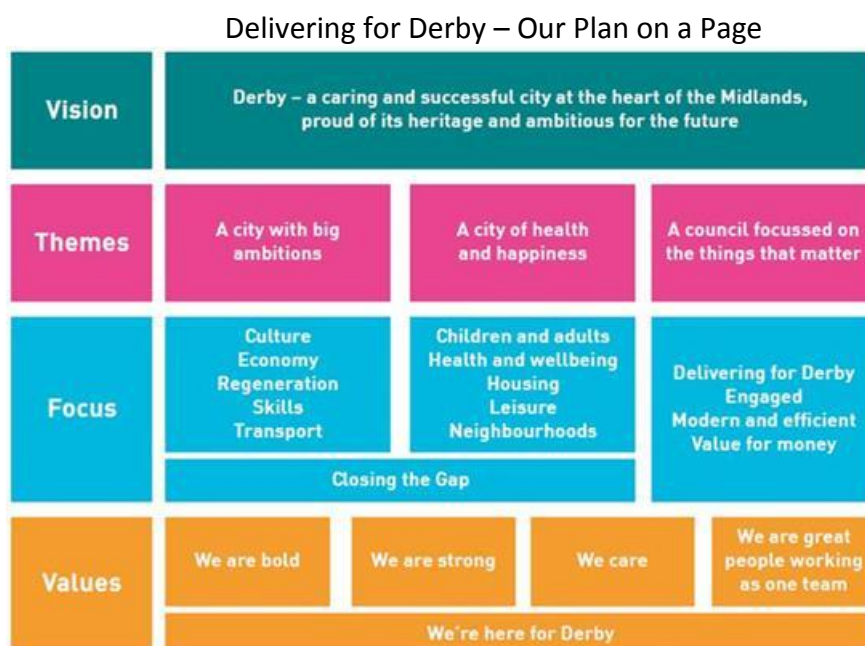 Delivering for Derby – Our Plan on a Page
Vision
Derby – a caring and successful city at the heart of the Midlands,
proud of its heritage and ambitious for the future
Themes
A city with big
ambitions
A city of health
and happiness
A council focussed on
the things that matter
Focus
Culture
Economy
Regeneration
Skills
Transport
Children and adults
Health and wellbeing
Housing
Leisure
Neighbourhoods
Closing the Gap
Delivering for Derby
Engaged
Modern and efficient
Value for money
Values
We are bold
We are strong
We care
We are great
people working
as one team
We're here for Derby